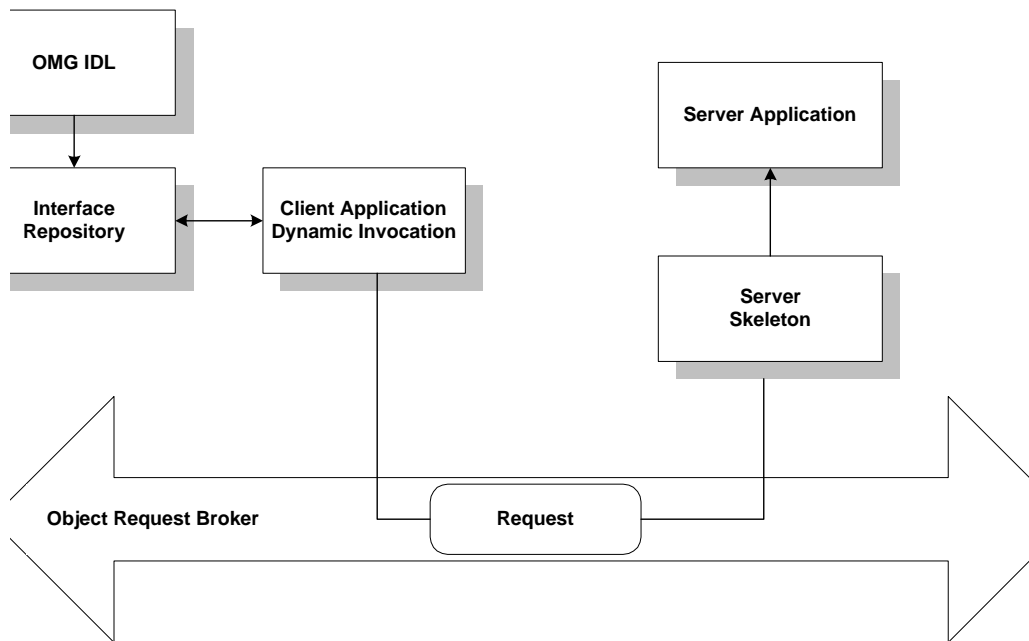 OMG IDL
Server Application
Interface
Repository
Client Application
Dynamic Invocation
Server
Skeleton
Object Request Broker
Request